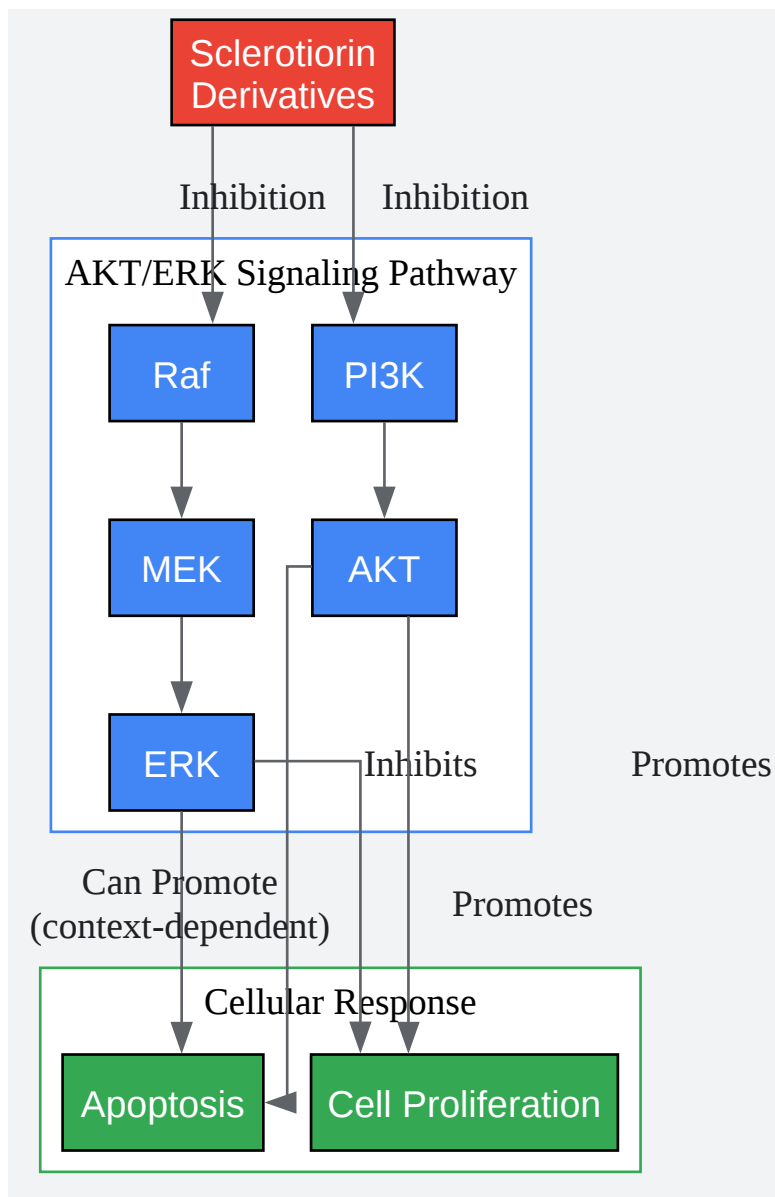 Sclerotiorin
Derivatives
Inhibition
Inhibition
AKT/ERK Signaling Pathway
Raf
PI3K
MEK
AKT
ERK
Inhibits
Promotes
Can Promote
(context-dependent)
Promotes
Cellular Response
Apoptosis
Cell Proliferation